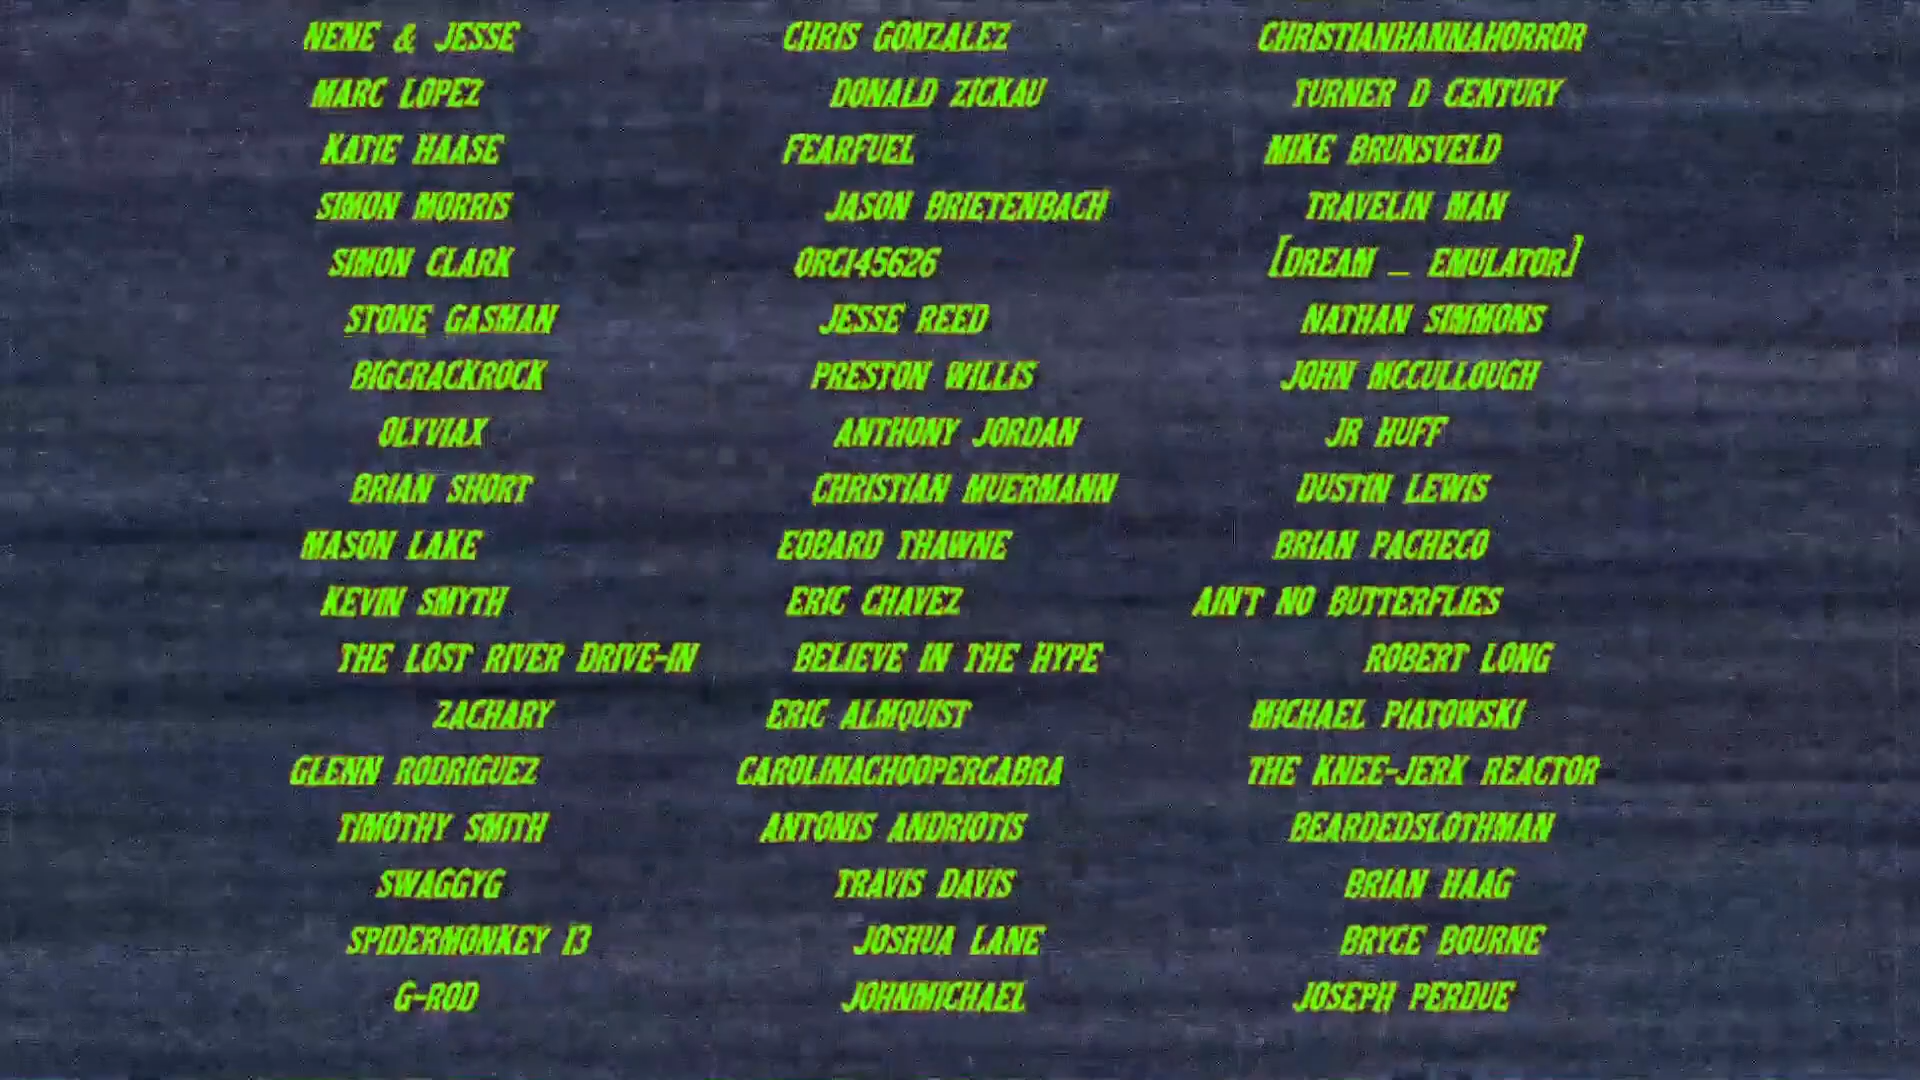 NENE & JESSE CHRIS GONZALEZ CHRISTIANHANNAHORROR
MARC LOPEZ DONALD ZICKAU TURNER D CENTURY
KATIE HAASE FEARFUEL MIKE BRUNSVELD
SIMON MORRIS JASON BRIETENBACH TRAVELIN MAN
SIMON CLARK ORCI45626 [DREAM _ EMULATOR]
STONE GASMAN JESSE REED NATHAN SIMMONS
BIGCRACKROCK PRESTON WILLIS JOHN MCCULLOUGH
OLYVIAX ANTHONY JORDAN JR HUFF
BRIAN SHORT CHRISTIAN MUERMANN DUSTIN LEWIS
MASON LAKE EOBARD THAWNE BRIAN PACHECO
KEVIN SMYTH ERIC CHAVEZ AIN'T NO BUTTERFLIES
THE LOST RIVER DRIVE-IN BELIEVE IN THE HYPE ROBERT LONG
ZACHARY ERIC ALMQUIST MICHAEL PIATOWSKI
GLENN RODRIGUEZ CAROLINACHOOPERCABRA THE KNEE-JERK REACTOR
TIMOTHY SMITH ANTONIS ANDRIOTIS BEARDEDSLOTHMAN
SWAGGYG TRAVIS DAVIS BRIAN HAAG
SPIDERMONKEY 13 JOSHUA LANE BRYCE BOURNE
G-ROD JOHNMICHAEL JOSEPH PERDUE